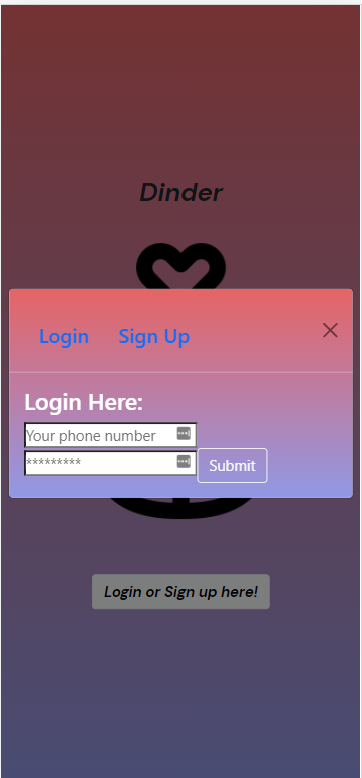 Dinder
Login Sign Up
Login Here:
Your phone number
*********
Submit
Login or Sign up here!